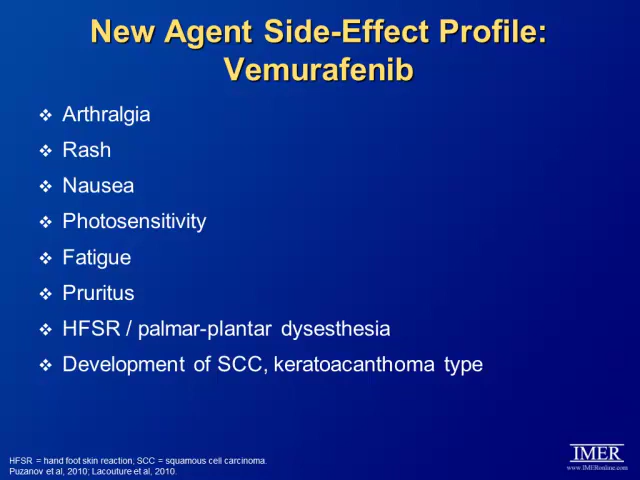 New Agent Side-Effect Profile:
Vemurafenib
❖ Arthralgia
❖ Rash
❖ Nausea
❖ Photosensitivity
❖ Fatigue
❖ Pruritus
❖ HFSR / palmar-plantar dysesthesia
❖ Development of SCC, keratoacanthoma type
HFSR = hand foot skin reaction; SCC = squamous cell carcinoma.
Puzanov et al, 2010; Lacouture et al, 2010.
IMER
www.IMERonline.com